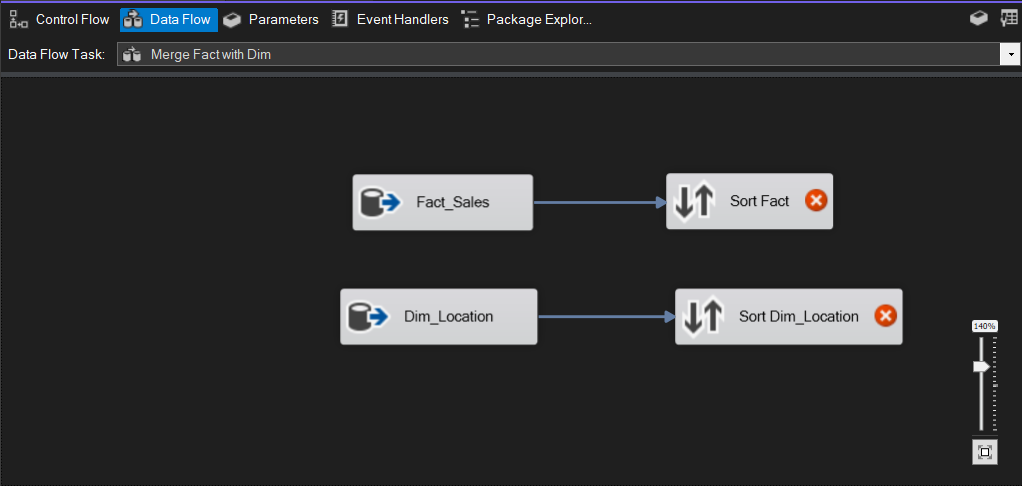 Control Flow Data Flow Parameters Event Handlers Package Explor...
Data Flow Task: Merge Fact with Dim
Fact_Sales Sort Fact
Dim_Location Sort Dim_Location
140%